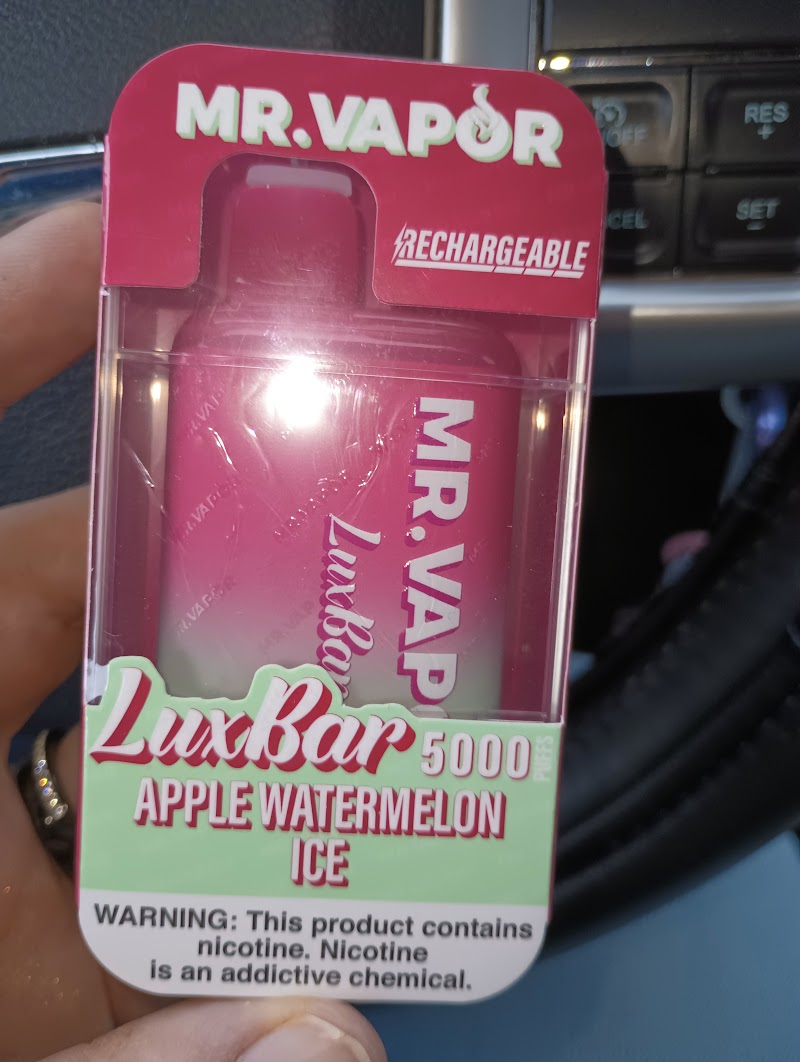 MR.VAPOR
RECHARGEABLE
RES
+
SET
-
MR.VAP
LuxBar
LuxBar 5000 PUFFS
APPLE WATERMELON
ICE
WARNING: This product contains
nicotine. Nicotine
is an addictive chemical.